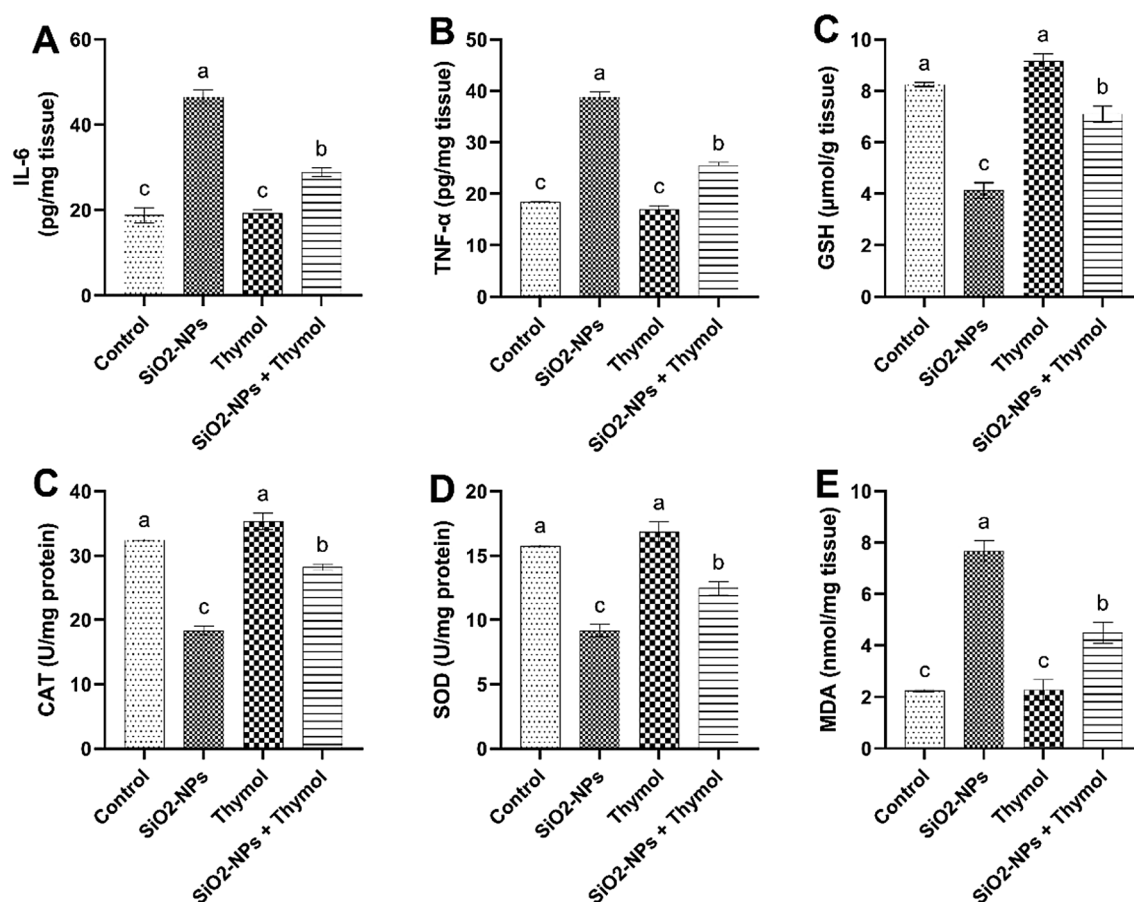 A
IL-6
(pg/mg tissue)
60
40
20
0
c
a
c
b
Control
SiO2-NPs
Thymol
SiO2-NPs + Thymol
B
TNF-α (pg/mg tissue)
50
40
30
20
10
0
c
a
c
b
Control
SiO2-NPs
Thymol
SiO2-NPs + Thymol
C
GSH (μmol/g tissue)
10
8
6
4
2
0
a
c
a
b
Control
SiO2-NPs
Thymol
SiO2-NPs + Thymol
C
CAT (U/mg protein)
40
30
20
10
0
a
c
a
b
Control
SiO2-NPs
Thymol
SiO2-NPs + Thymol
D
SOD (U/mg protein)
20
15
10
5
0
a
c
a
b
Control
SiO2-NPs
Thymol
SiO2-NPs + Thymol
E
MDA (nmol/mg tissue)
10
8
6
4
2
0
c
a
c
b
Control
SiO2-NPs
Thymol
SiO2-NPs + Thymol